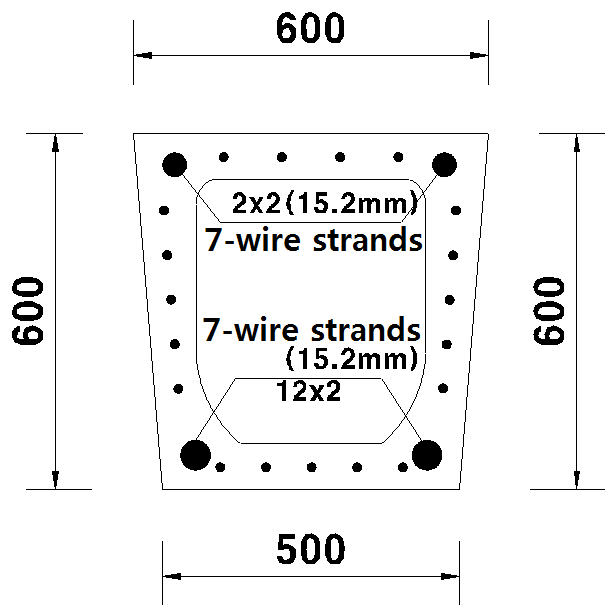 600
2x2(15.2mm)
7-wire strands
600
600
7-wire strands
(15.2mm)
12x2
500